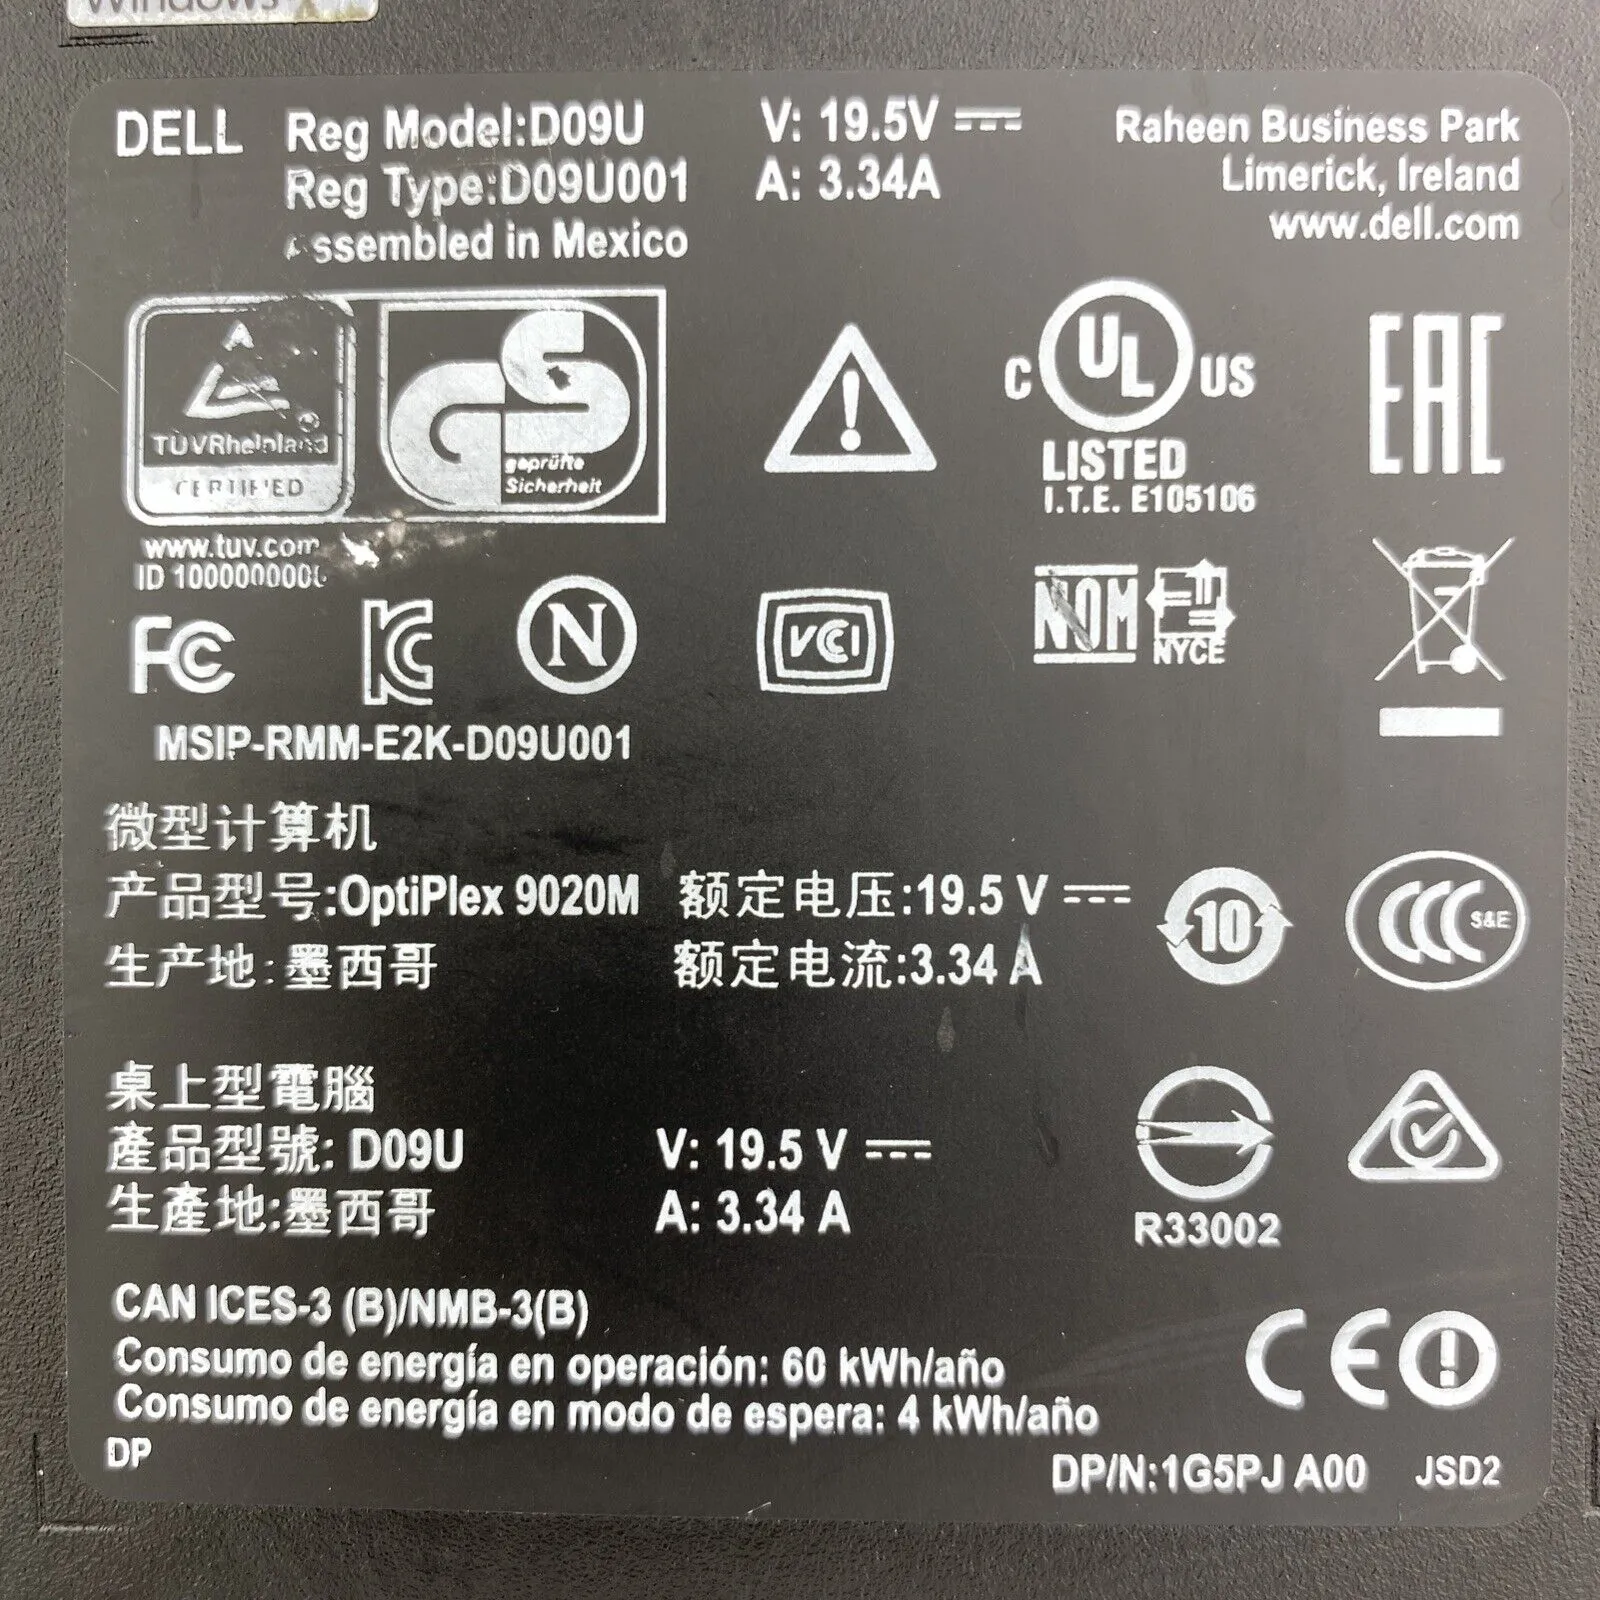 Windows
DELL Reg Model:D09U V: 19.5V Raheen Business Park
Reg Type:D09U001 A: 3.34A Limerick, Ireland
Assembled in Mexico www.dell.com
TÜVRheinland
CERTIFIED
GS
geprüfte
Sicherheit
C UL US
LISTED
I.T.E. E105106
EAC
www.tuv.com
ID 1000000000
FC KC N VCCI NOM NYCE
MSIP-RMM-E2K-D09U001
微型计算机
产品型号:OptiPlex 9020M 额定电压:19.5 V 10 CCC S&E
生产地:墨西哥 额定电流:3.34 A
桌上型電腦
產品型號: D09U V: 19.5 V
生產地:墨西哥 A: 3.34 A R33002
CAN ICES-3 (B)/NMB-3(B)
Consumo de energía en operación: 60 kWh/año CE
Consumo de energía en modo de espera: 4 kWh/año
DP DP/N:1G5PJ A00 JSD2